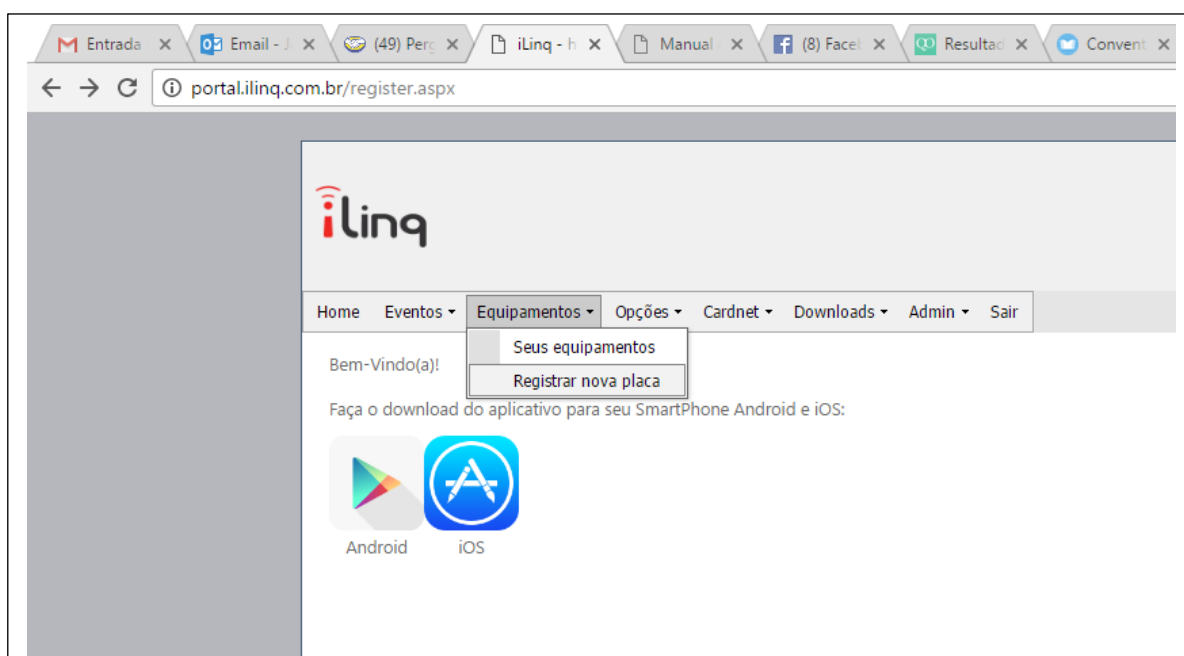 Entrada Email - J (49) Perg iLinq - h Manual (8) Faceb Resultad Convent
portal.ilinq.com.br/register.aspx
ilinq
Home Eventos Equipamentos Opções Cardnet Downloads Admin Sair
Seus equipamentos
Bem-Vindo(a)!
Registrar nova placa
Faça o download do aplicativo para seu SmartPhone Android e iOS:
Android iOS